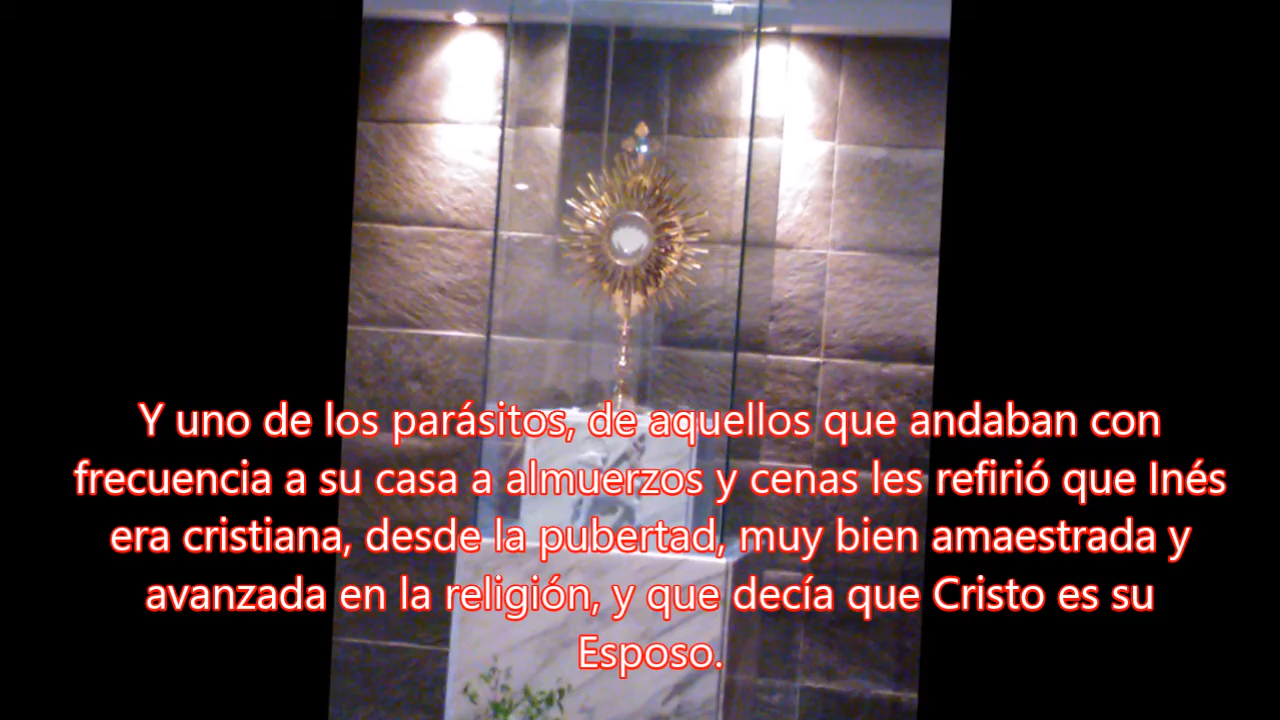 Y uno de los parásitos, de aquellos que andaban con
frecuencia a su casa a almuerzos y cenas les refirió que Inés
era cristiana, desde la pubertad, muy bien amaestrada y
avanzada en la religión, y que decía que Cristo es su
Esposo.